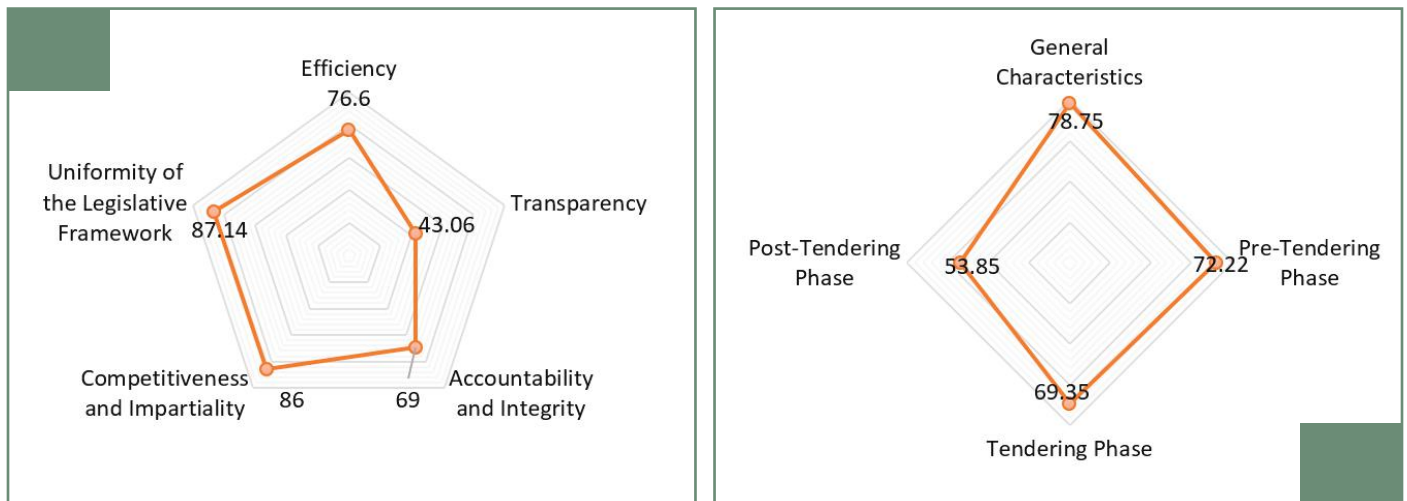 Efficiency
76.6
Uniformity of
the Legislative
Framework
87.14
Transparency
43.06
Competitiveness
and Impartiality
86
Accountability
and Integrity
69
General
Characteristics
78.75
Post-Tendering
Phase
53.85
Pre-Tendering
Phase
72.22
69.35
Tendering Phase